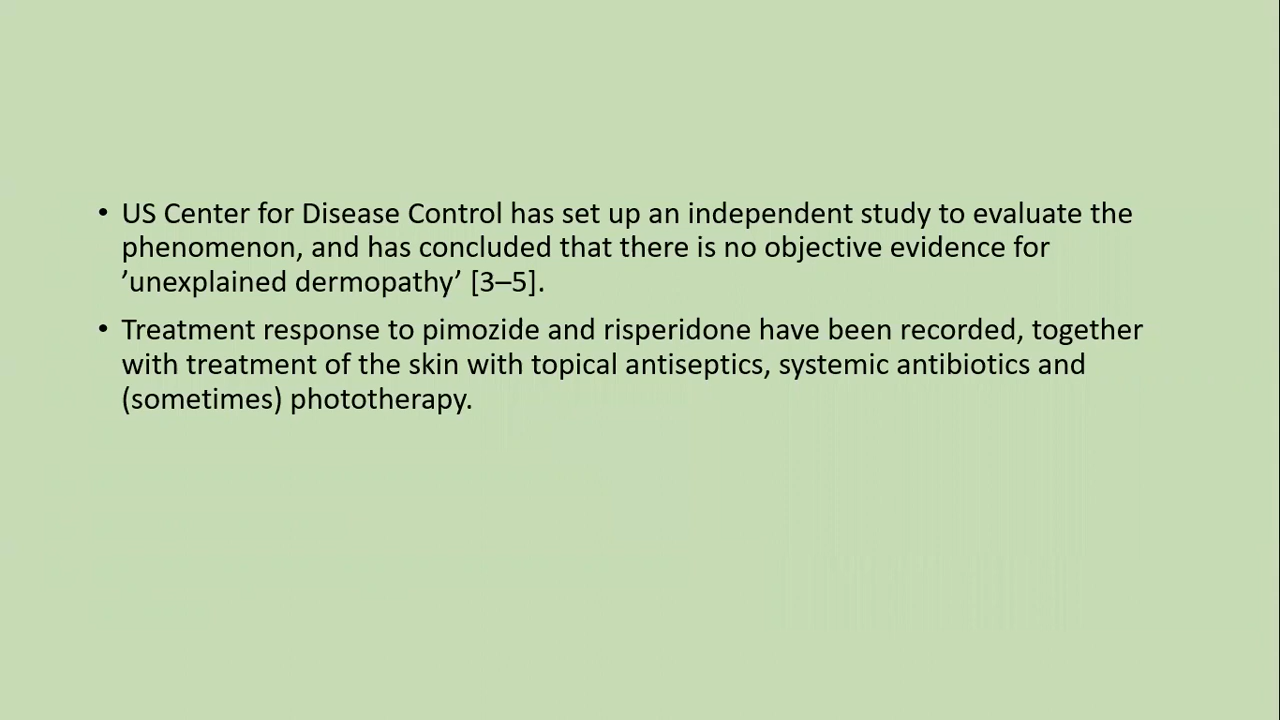 • US Center for Disease Control has set up an independent study to evaluate the
phenomenon, and has concluded that there is no objective evidence for
’unexplained dermopathy’ [3–5].
• Treatment response to pimozide and risperidone have been recorded, together
with treatment of the skin with topical antiseptics, systemic antibiotics and
(sometimes) phototherapy.